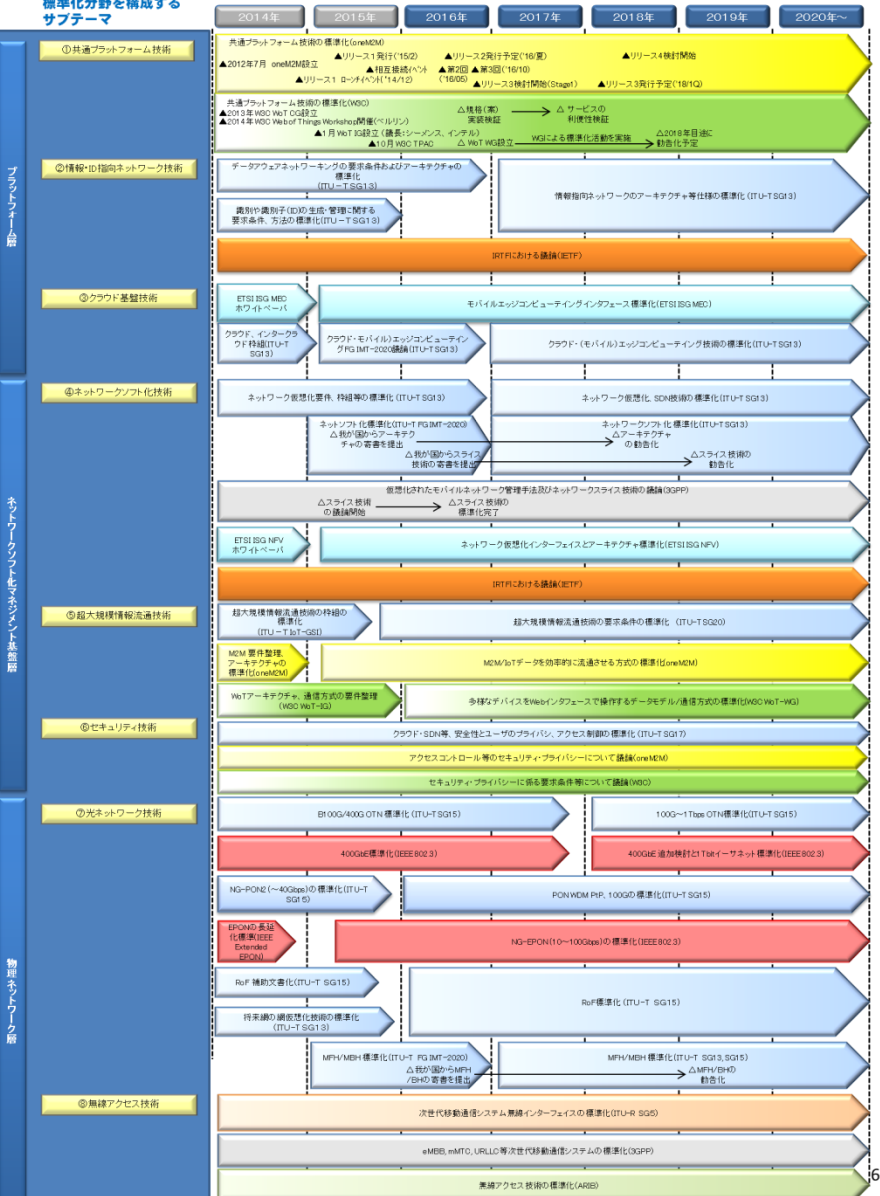 標準化分野を構成する
サブテーマ
2014年
2015年
2016年
2017年
2018年
2019年
2020年～
プラットフォーム層
①共通プラットフォーム技術
共通プラットフォーム技術の標準化(oneM2M)
▲2012年7月 oneM2M設立
▲リリース1発行('15/2)
▲リリース2発行予定('16/夏)
▲リリース4検討開始
▲相互接続イベント
▲第2回
('16/05)
▲第3回('16/10)
▲リリース1 ローンチイベント('14/12)
▲リリース3検討開始(Stage1)
▲リリース3発行予定('18/1Q)
共通プラットフォーム技術の標準化(W3C)
▲2013年W3C WoT CG設立
▲2014年W3C Web of Things Workshop開催(ベルリン)
▲1月 WoT IG設立 (議長:シーメンス、インテル)
▲10月 W3C TPAC
△規格(案)
実装検証
△ サービスの
利便性検証
△ WoT WG設立
WGによる標準化活動を実施
△2018年目途に
勧告化予定
②情報・ID指向ネットワーク技術
データアウェアネットワーキングの要求条件およびアーキテクチャの
標準化
(ITU－T SG13)
情報指向ネットワークのアーキテクチャ等仕様の標準化(ITU-T SG13)
識別や識別子(ID)の生成・管理に関する
要求条件、方法の標準化(ITU－T SG13)
IRTFにおける議論(IETF)
③クラウド基盤技術
ETSI ISG MEC
ホワイトペーパ
モバイルエッジコンピューティングインタフェース標準化(ETSI ISG MEC)
クラウド、インタークラ
ウド枠組(ITU-T
SG13)
クラウド・モバイル)エッジコンピューテイン
グFG IMT-2020議論(ITU-T SG13)
クラウド・(モバイル)エッジコンピューティング技術の標準化(ITU-T SG13)
ネットワークソフト化マネジメント基盤層
④ネットワークソフト化技術
ネットワーク仮想化要件、枠組等の標準化(ITU-T SG13)
ネットワーク仮想化, SDN技術の標準化(ITU-T SG13)
ネットソフト化標準化(ITU-T FG IMT-2020)
△我が国からアーキテク
チャの寄書を提出
△我が国からスライス
技術の寄書を提出
ネットワークソフト化標準化(ITU-T SG13)
△アーキテクチャ
の勧告化
△スライス技術の
勧告化
仮想化されたモバイルネットワーク管理手法及びネットワークスライス技術の議論(3GPP)
△スライス技術
の議論開始
△スライス技術の
標準化完了
ETSI ISG NFV
ホワイトペーパ
ネットワーク仮想化インターフェイスとアーキテクチャ標準化(ETSI ISG NFV)
IRTFにおける議論(IETF)
⑤超大規模情報流通技術
超大規模情報流通技術の枠組の
標準化
(ITU－T IoT-GSI)
超大規模情報流通技術の要求条件の標準化 (ITU-T SG20)
M2M 要件整理、
アーキテクチャの
標準化(oneM2M)
M2M/IoTデータを効率的に流通させる方式の標準化(oneM2M)
WoTアーキテクチャ、通信方式の要件整理
(W3C WoT-IG)
多様なデバイスをWebインタフェースで操作するデータモデル/通信方式の標準化(W3C WoT-WG)
⑥セキュリティ技術
クラウド・SDN等、安全性とユーザのプライバシ、アクセス制御の標準化 (ITU-T SG17)
アクセスコントロール等のセキュリティ・プライバシーについて議論(oneM2M)
セキュリティ・プライバシーに係る要求条件等について議論(W3C)
物理ネットワーク層
⑦光ネットワーク技術
B100G/400G OTN 標準化 (ITU-T SG15)
100G～1Tbps OTN標準化(ITU-T SG15)
400GbE標準化(IEEE 802.3)
400GbE 追加検討と1Tbitイーサネット標準化(IEEE 802.3)
NG-PON2 (～40Gbps)の標準化(ITU-T
SG15)
PON WDM PtP, 100Gの標準化(ITU-T SG15)
EPONの長延
化標準(IEEE
Extended
EPON)
NG-EPON(10～100Gbps)の標準化(IEEE 802.3)
RoF 補助文書化(ITU-T SG15)
RoF標準化 (ITU-T SG15)
将来網の網仮想化技術の標準化
(ITU-T SG13)
MFH/MBH 標準化(ITU-T FG IMT-2020)
△我が国からMFH
/BHの寄書を提出
MFH/MBH 標準化(ITU-T SG13,SG15)
△MFH/BHの
勧告化
⑧無線アクセス技術
次世代移動通信システム無線インターフェイスの標準化(ITU-R SG5)
eMBB, mMTC, URLLC等次世代移動通信システムの標準化(3GPP)
無線アクセス技術の標準化(ARIB)
6